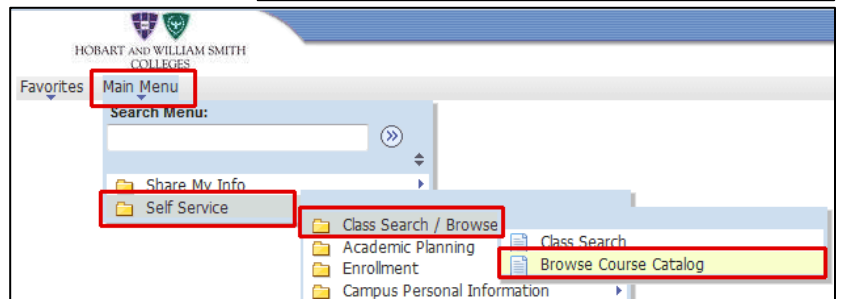 HOBART AND WILLIAM SMITH
COLLEGES
Favorites Main Menu
Search Menu:
Share My Info
Self Service
Class Search / Browse
Academic Planning
Enrollment
Campus Personal Information
Class Search
Browse Course Catalog